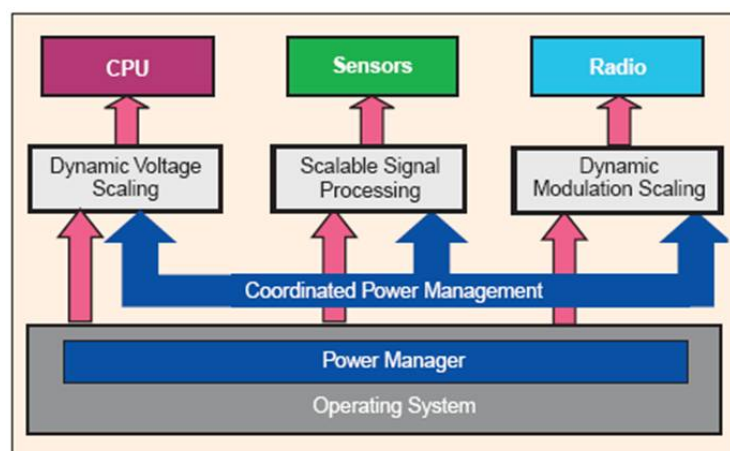 CPU
Sensors
Radio
Dynamic Voltage
Scaling
Scalable Signal
Processing
Dynamic
Modulation Scaling
Coordinated Power Management
Power Manager
Operating System